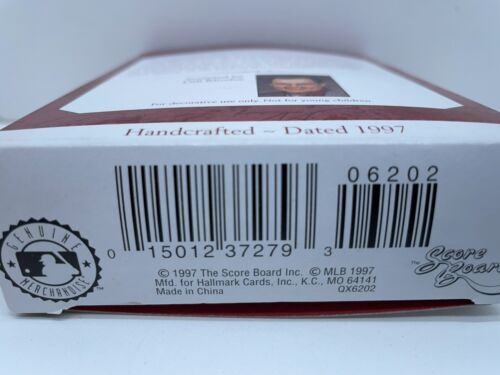 For decorative use only. Not for young children.
Handcrafted ~ Dated 1997
06202
0 15012 37279 3
GENUINE MERCHANDISE ™
© 1997 The Score Board Inc. © MLB 1997
Mfd. for Hallmark Cards, Inc., K.C., MO 64141
Made in China
QX6202
The Score Board